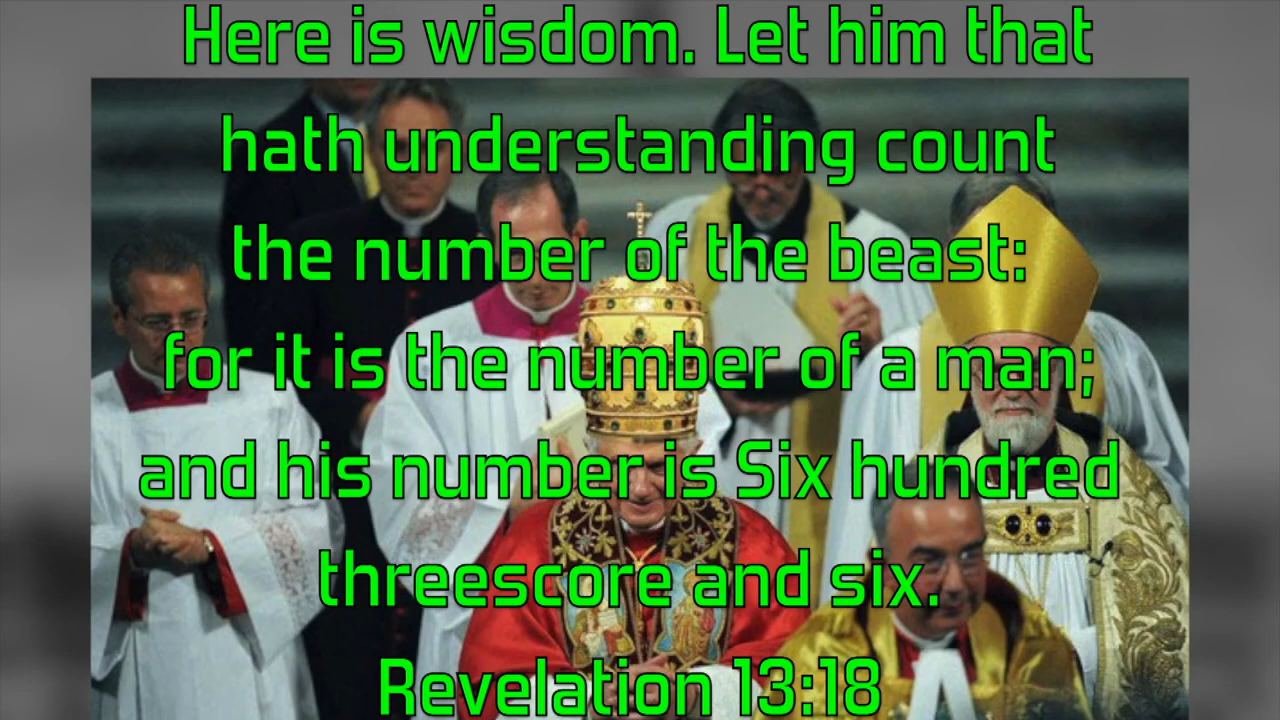 Here is wisdom. Let him that
hath understanding count
the number of the beast:
for it is the number of a man;
and his number is Six hundred
threescore and six.
Revelation 13:18